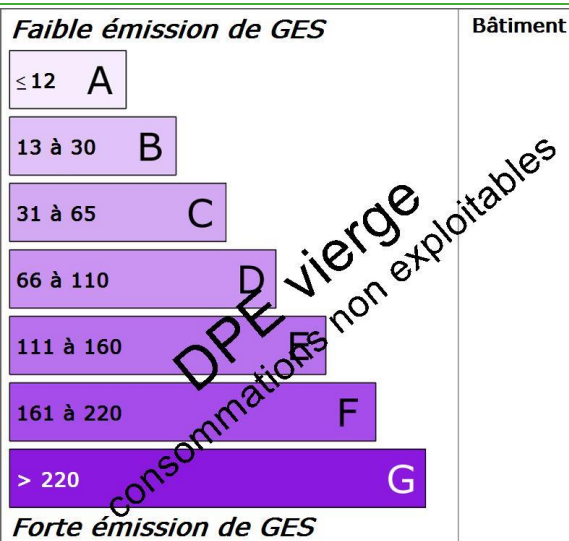 Faible émission de GES
Bâtiment
≤ 12 A
13 à 30 B
31 à 65 C
66 à 110 D
111 à 160 E
161 à 220 F
> 220 G
Forte émission de GES
DPE vierge
consommations non exploitables